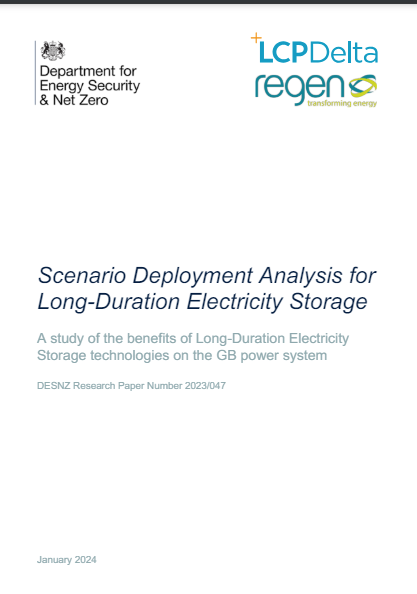 Department for
Energy Security
& Net Zero
LCPDelta
regen
transforming energy
Scenario Deployment Analysis for
Long-Duration Electricity Storage
A study of the benefits of Long-Duration Electricity
Storage technologies on the GB power system
DESNZ Research Paper Number 2023/047
January 2024